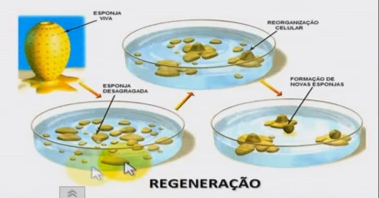 ESPONJA
VIVA
REORGANIZAÇÃO
CELULAR
ESPONJA
DESAGRAGADA
FORMAÇÃO DE
NOVAS ESPONJAS
REGENERAÇÃO